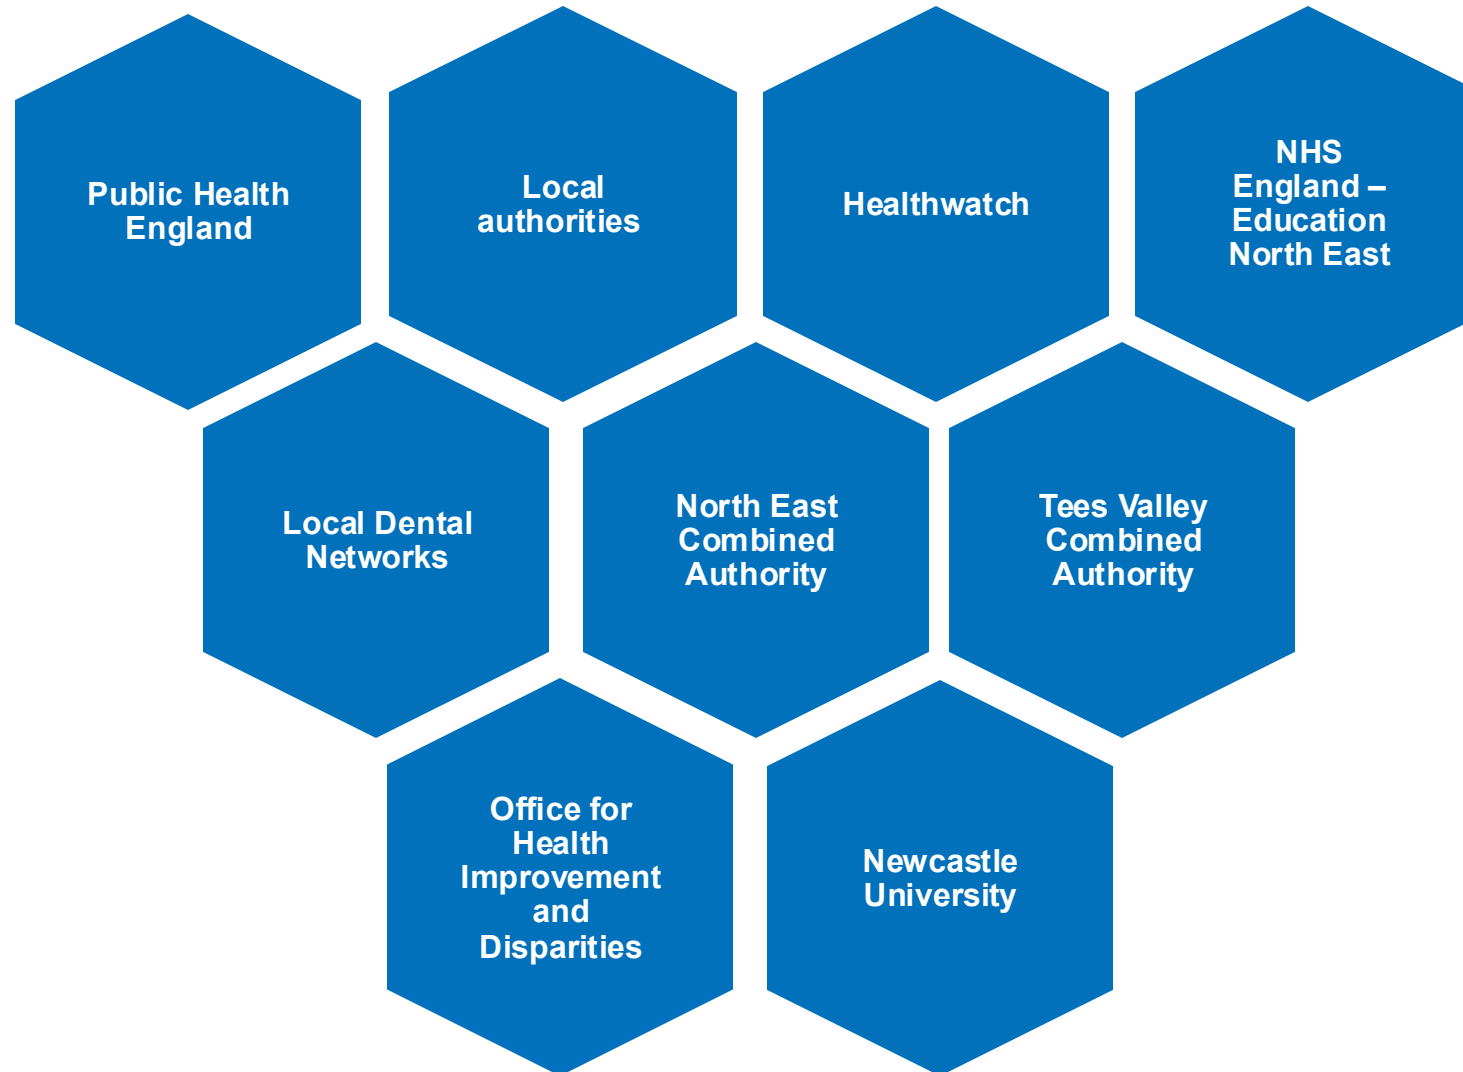 Public Health
England
Local
authorities
Healthwatch
NHS
England –
Education
North East
Local Dental
Networks
North East
Combined
Authority
Tees Valley
Combined
Authority
Office for
Health
Improvement
and
Disparities
Newcastle
University